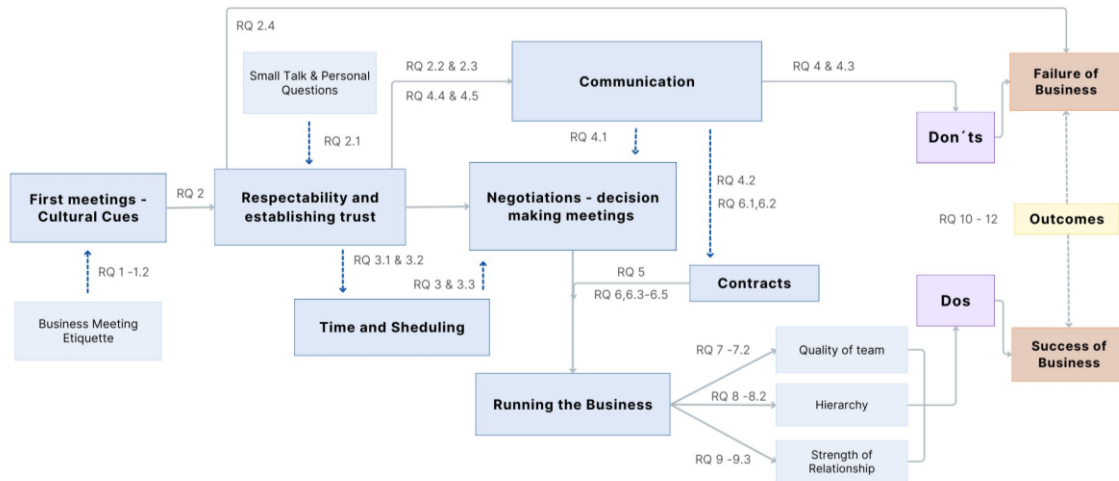 RQ 2.4
Small Talk & Personal
Questions
RQ 2.2 & 2.3
RQ 4.4 & 4.5
Communication
RQ 4 & 4.3
Failure of
Business
RQ 2.1
RQ 4.1
Don´ts
First meetings -
Cultural Cues
RQ 2
Respectability and
establishing trust
Negotiations - decision
making meetings
RQ 4.2
RQ 6.1,6.2
RQ 10 - 12
Outcomes
RQ 1 -1.2
RQ 3.1 & 3.2
RQ 3 & 3.3
RQ 5
RQ 6,6.3-6.5
Contracts
Dos
Business Meeting
Etiquette
Time and Sheduling
Success of
Business
RQ 7 -7.2
Quality of team
Running the Business
RQ 8 -8.2
Hierarchy
RQ 9 -9.3
Strength of
Relationship